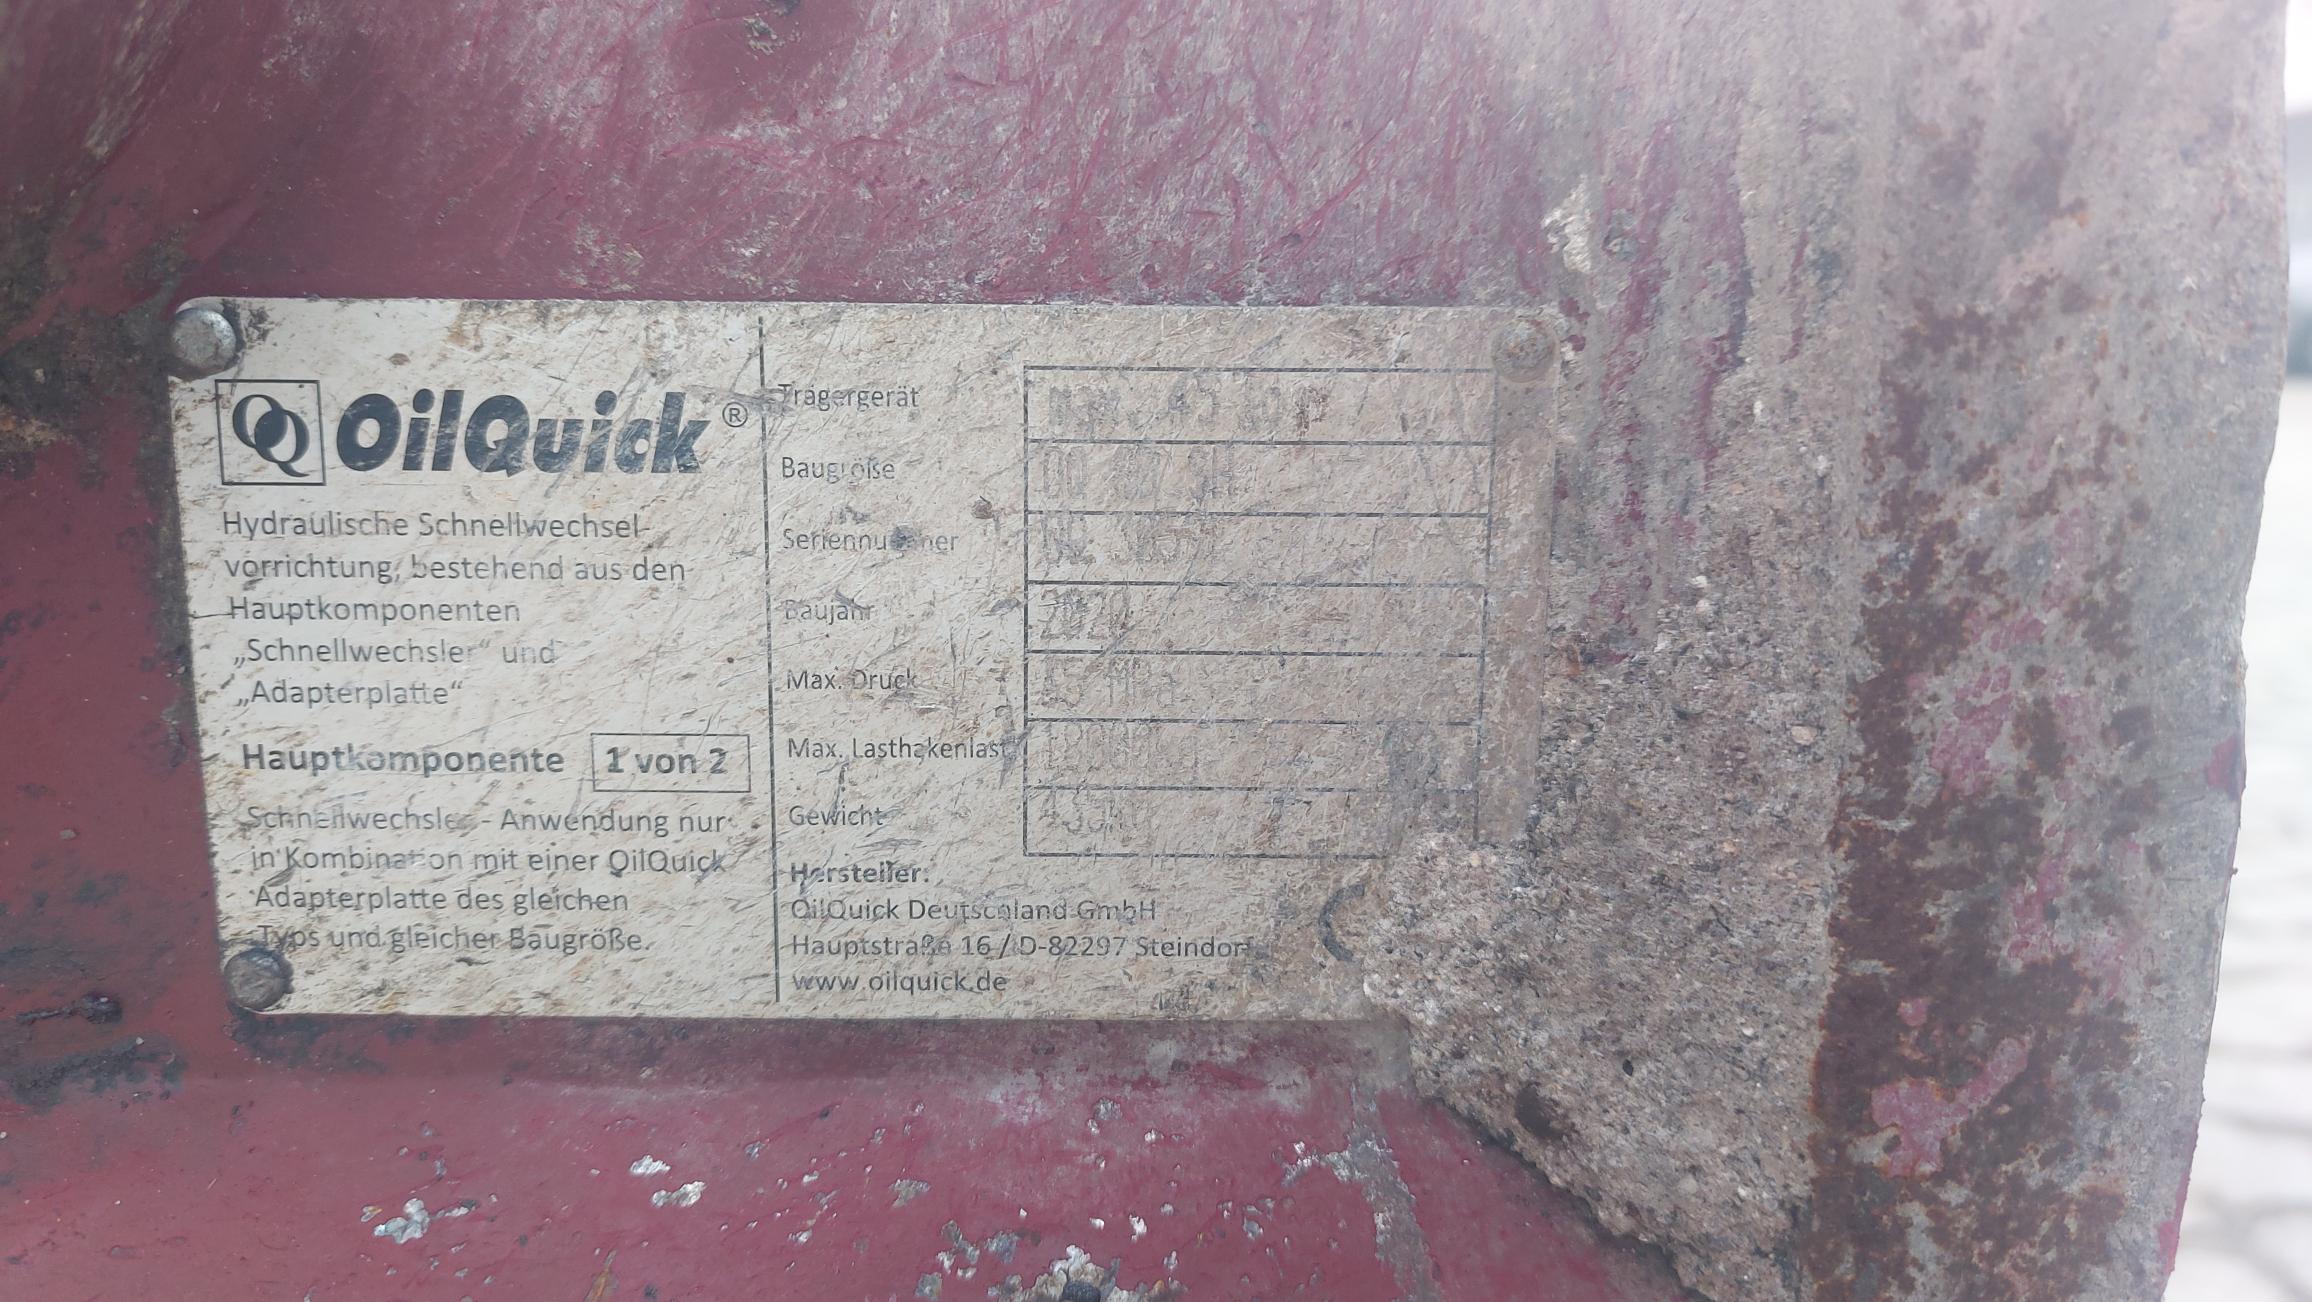 OilQuick®
Hydraulische Schnellwechsel-
vorrichtung, bestehend aus den
Hauptkomponenten
„Schnellwechsler“ und
„Adapterplatte“
Hauptkomponente 1 von 2
Schnellwechsler - Anwendung nur
in Kombination mit einer OilQuick
Adapterplatte des gleichen
Typs und gleicher Baugröße.
Trägergerät
Baugröße OQ
Seriennummer
Baujahr 2020
Max. Druck MPa
Max. Lasthakenlast
Gewicht
Hersteller:
OilQuick Deutschland GmbH
Hauptstraße 16 / D-82297 Steindorf
www.oilquick.de